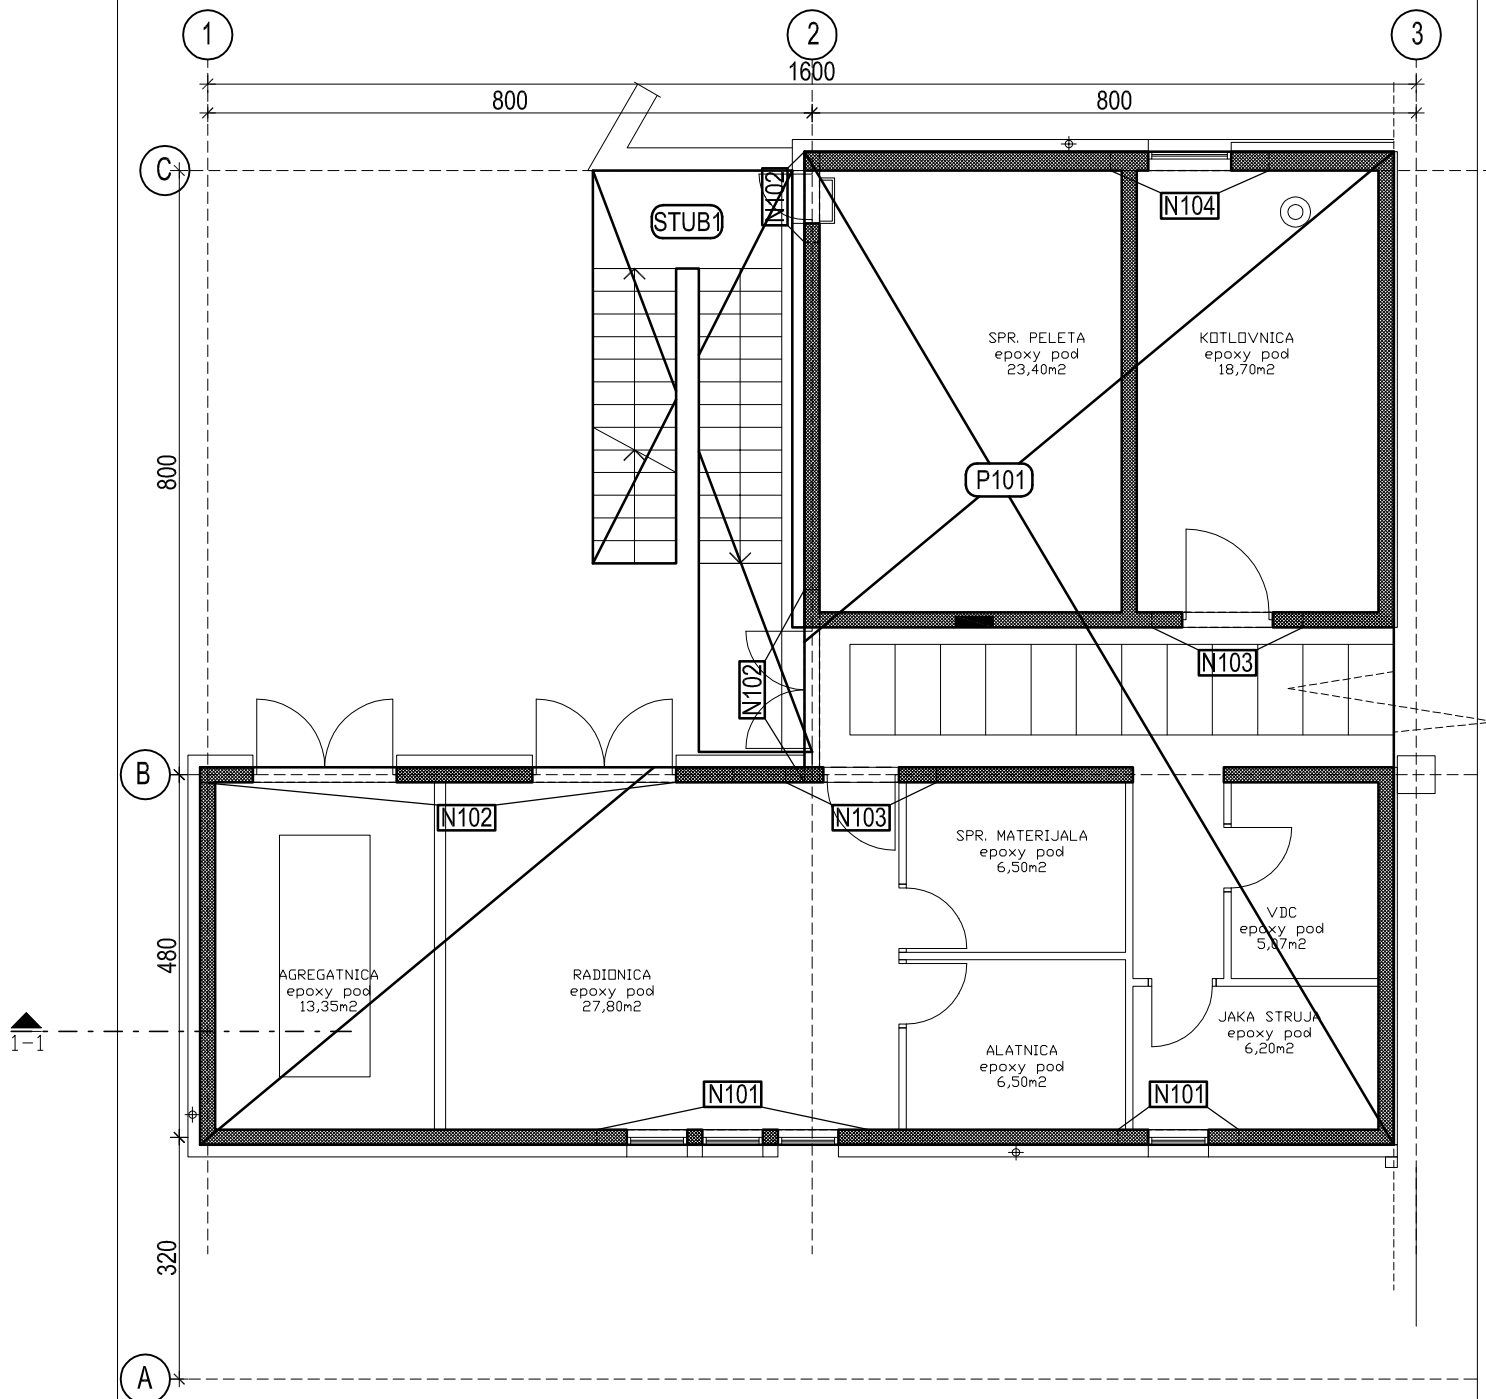 1
2
3
1600
800
800
C
N102
STUB1
N104
SPR. PELETA
epoxy pod
23,40m2
KOTLOVNICA
epoxy pod
18,70m2
800
P101
N103
N102
B
N102
N103
SPR. MATERIJALA
epoxy pod
6,50m2
VDC
epoxy pod
5,07m2
480
AGREGATNICA
epoxy pod
13,35m2
RADIONICA
epoxy pod
27,80m2
JAKA STRUJA
epoxy pod
6,20m2
1-1
ALATNICA
epoxy pod
6,50m2
N101
N101
320
A